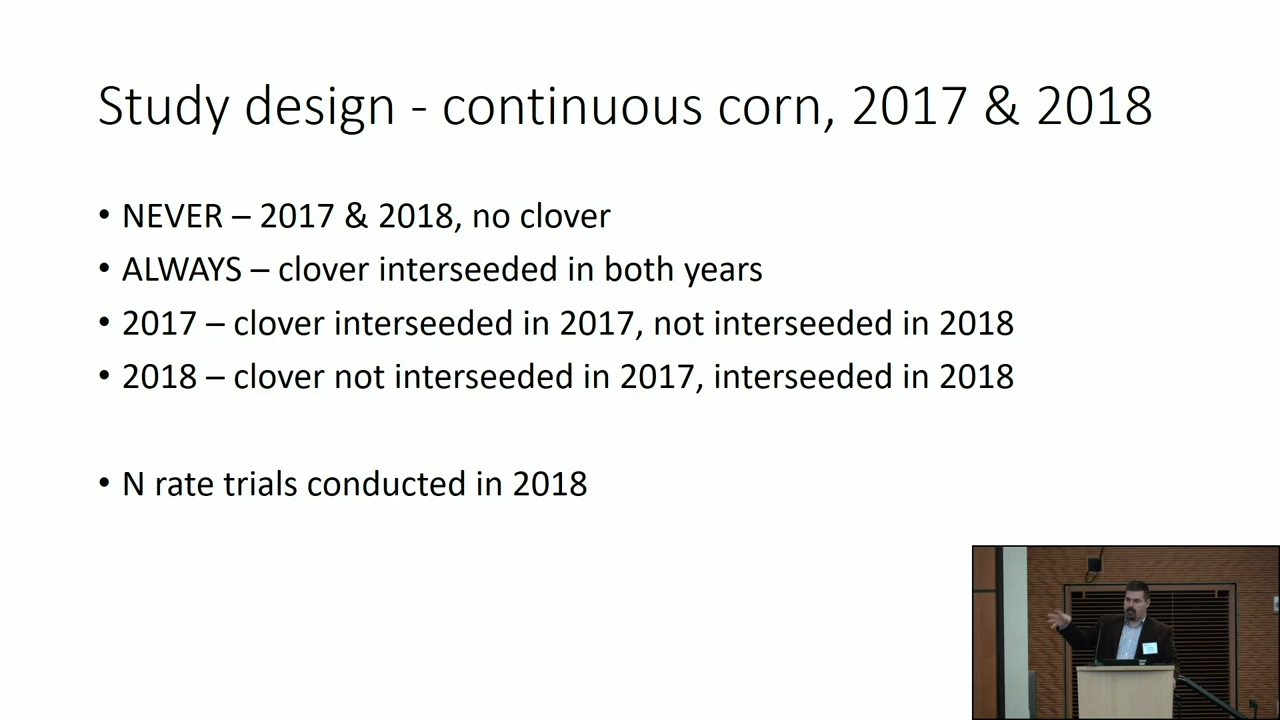 Study design - continuous corn, 2017 & 2018
• NEVER – 2017 & 2018, no clover
• ALWAYS – clover interseeded in both years
• 2017 – clover interseeded in 2017, not interseeded in 2018
• 2018 – clover not interseeded in 2017, interseeded in 2018
• N rate trials conducted in 2018